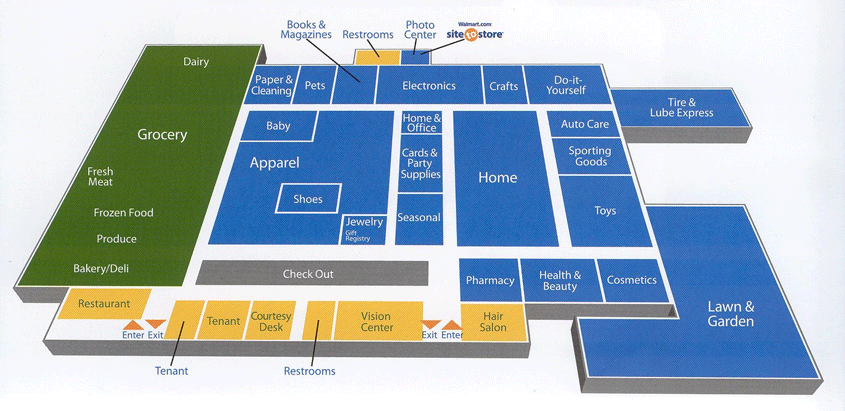 Books &
Magazines
Restrooms
Photo
Center
Walmart.com
site to store
Dairy
Paper &
Cleaning
Pets
Electronics
Crafts
Do-it-
Yourself
Tire &
Lube Express
Grocery
Baby
Home &
Office
Auto Care
Apparel
Cards &
Party
Supplies
Sporting
Goods
Fresh
Meat
Home
Shoes
Frozen Food
Jewelry
Gift
Registry
Seasonal
Toys
Produce
Bakery/Deli
Check Out
Pharmacy
Health &
Beauty
Cosmetics
Restaurant
Lawn &
Garden
Tenant
Courtesy
Desk
Vision
Center
Hair
Salon
Enter Exit
Exit Enter
Tenant
Restrooms